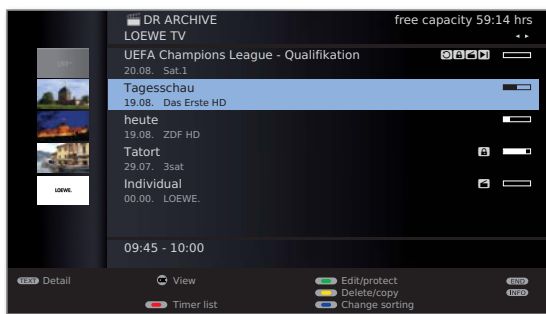 DR ARCHIVE free capacity 59:14 hrs
LOEWE TV
UEFA Champions League - Qualifikation
20.08. Sat.1
Tagesschau
19.08. Das Erste HD
heute
19.08. ZDF HD
Tatort
29.07. 3sat
Individual
00.00. LOEWE.
LOEWE.
09:45 - 10:00
TEXT Detail OK View Edit/protect END
Delete/copy INFO
Timer list Change sorting